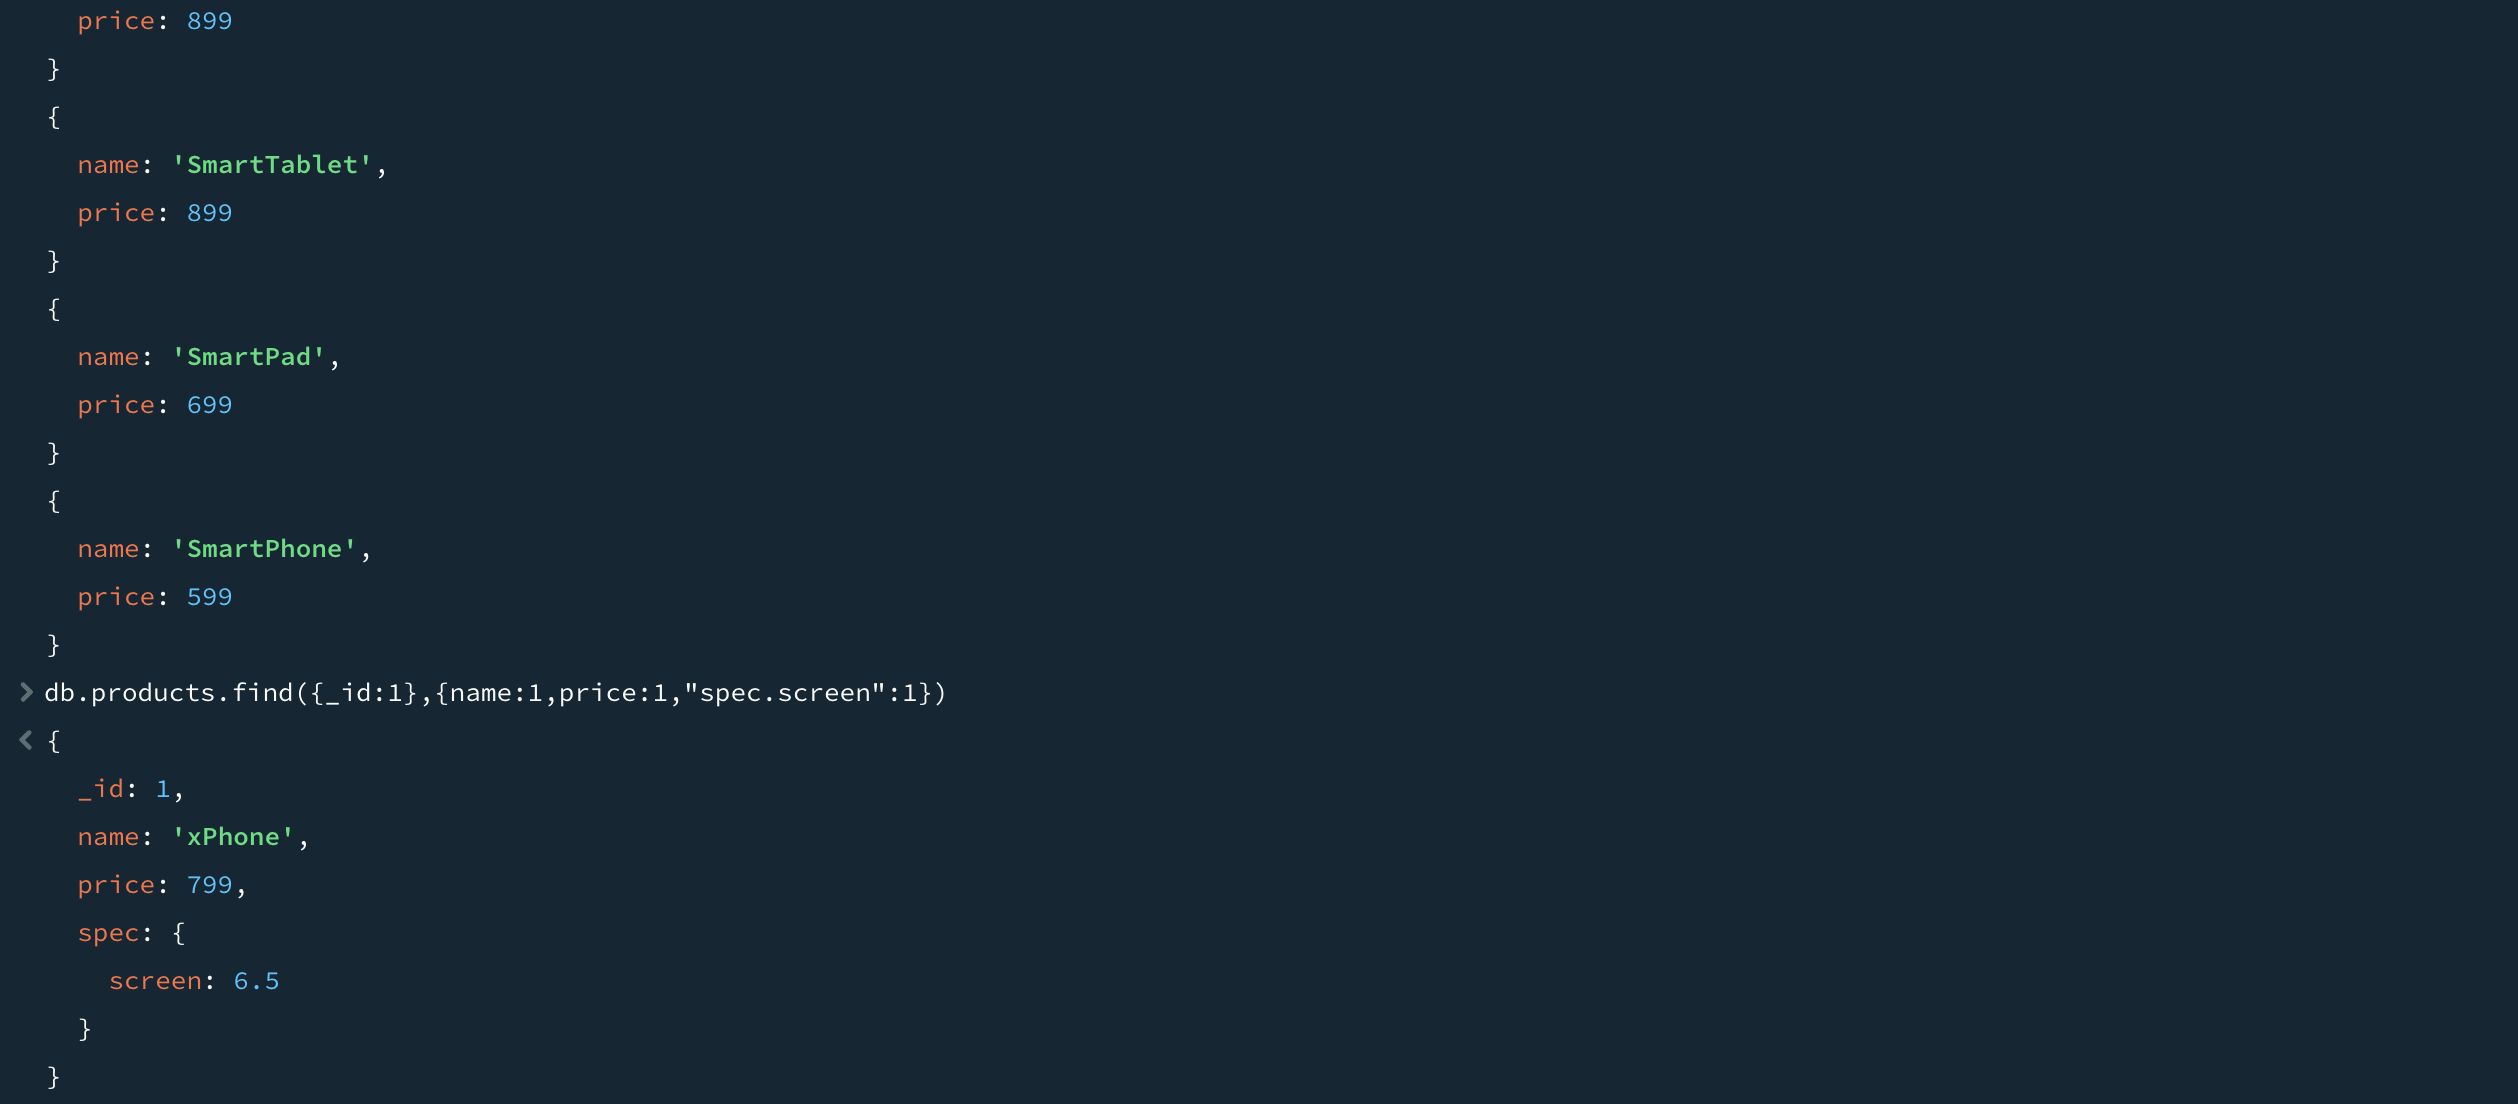 price: 899
}
{
name: 'SmartTablet',
price: 899
}
{
name: 'SmartPad',
price: 699
}
{
name: 'SmartPhone',
price: 599
}
> db.products.find({_id:1},{name:1,price:1,"spec.screen":1})
< {
_id: 1,
name: 'xPhone',
price: 799,
spec: {
screen: 6.5
}
}